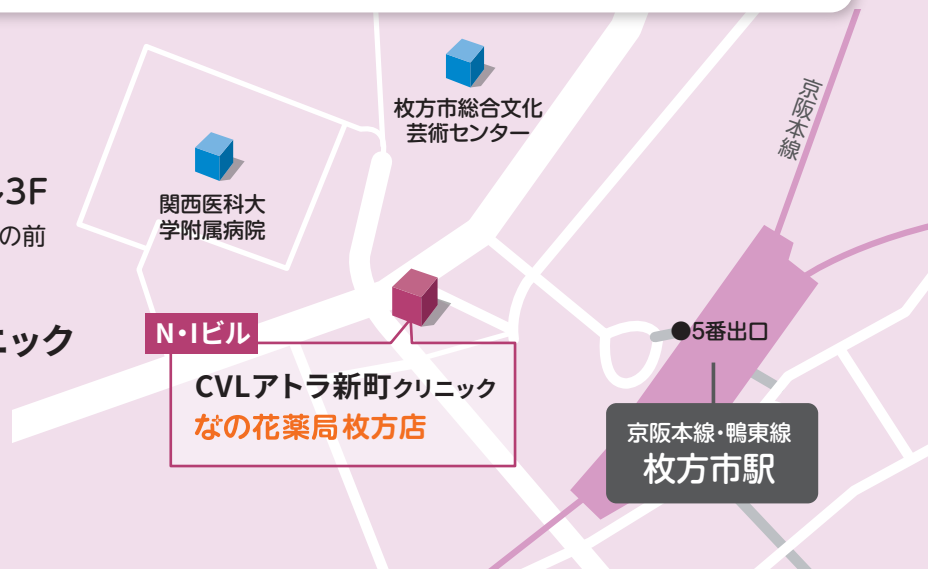 3F
の前
ニック
枚方市総合文化
芸術センター
関西医科大
学附属病院
京阪本線
N・Iビル
CVLアトラ新町クリニック
なの花薬局 枚方店
●5番出口
京阪本線・鴨東線
枚方市駅